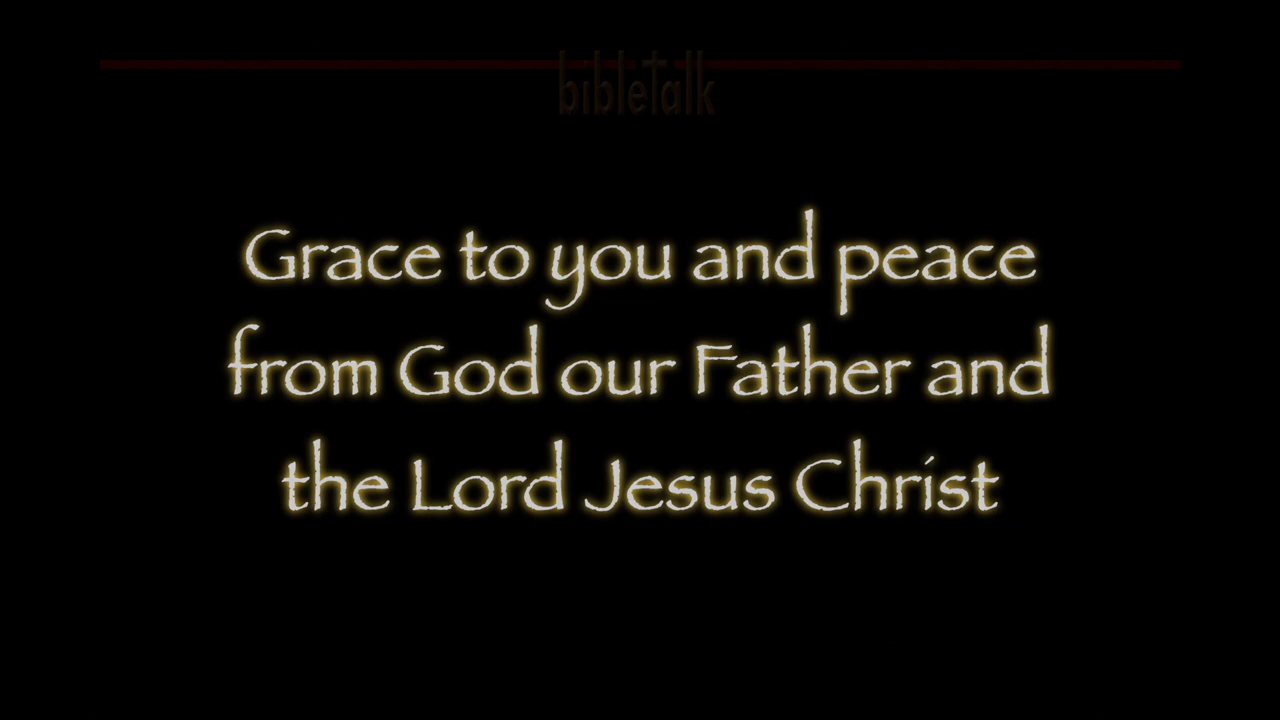 bibletalk
Grace to you and peace
from God our Father and
the Lord Jesus Christ